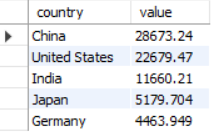 country value
China 28673.24
United States 22679.47
India 11660.21
Japan 5179.704
Germany 4463.949